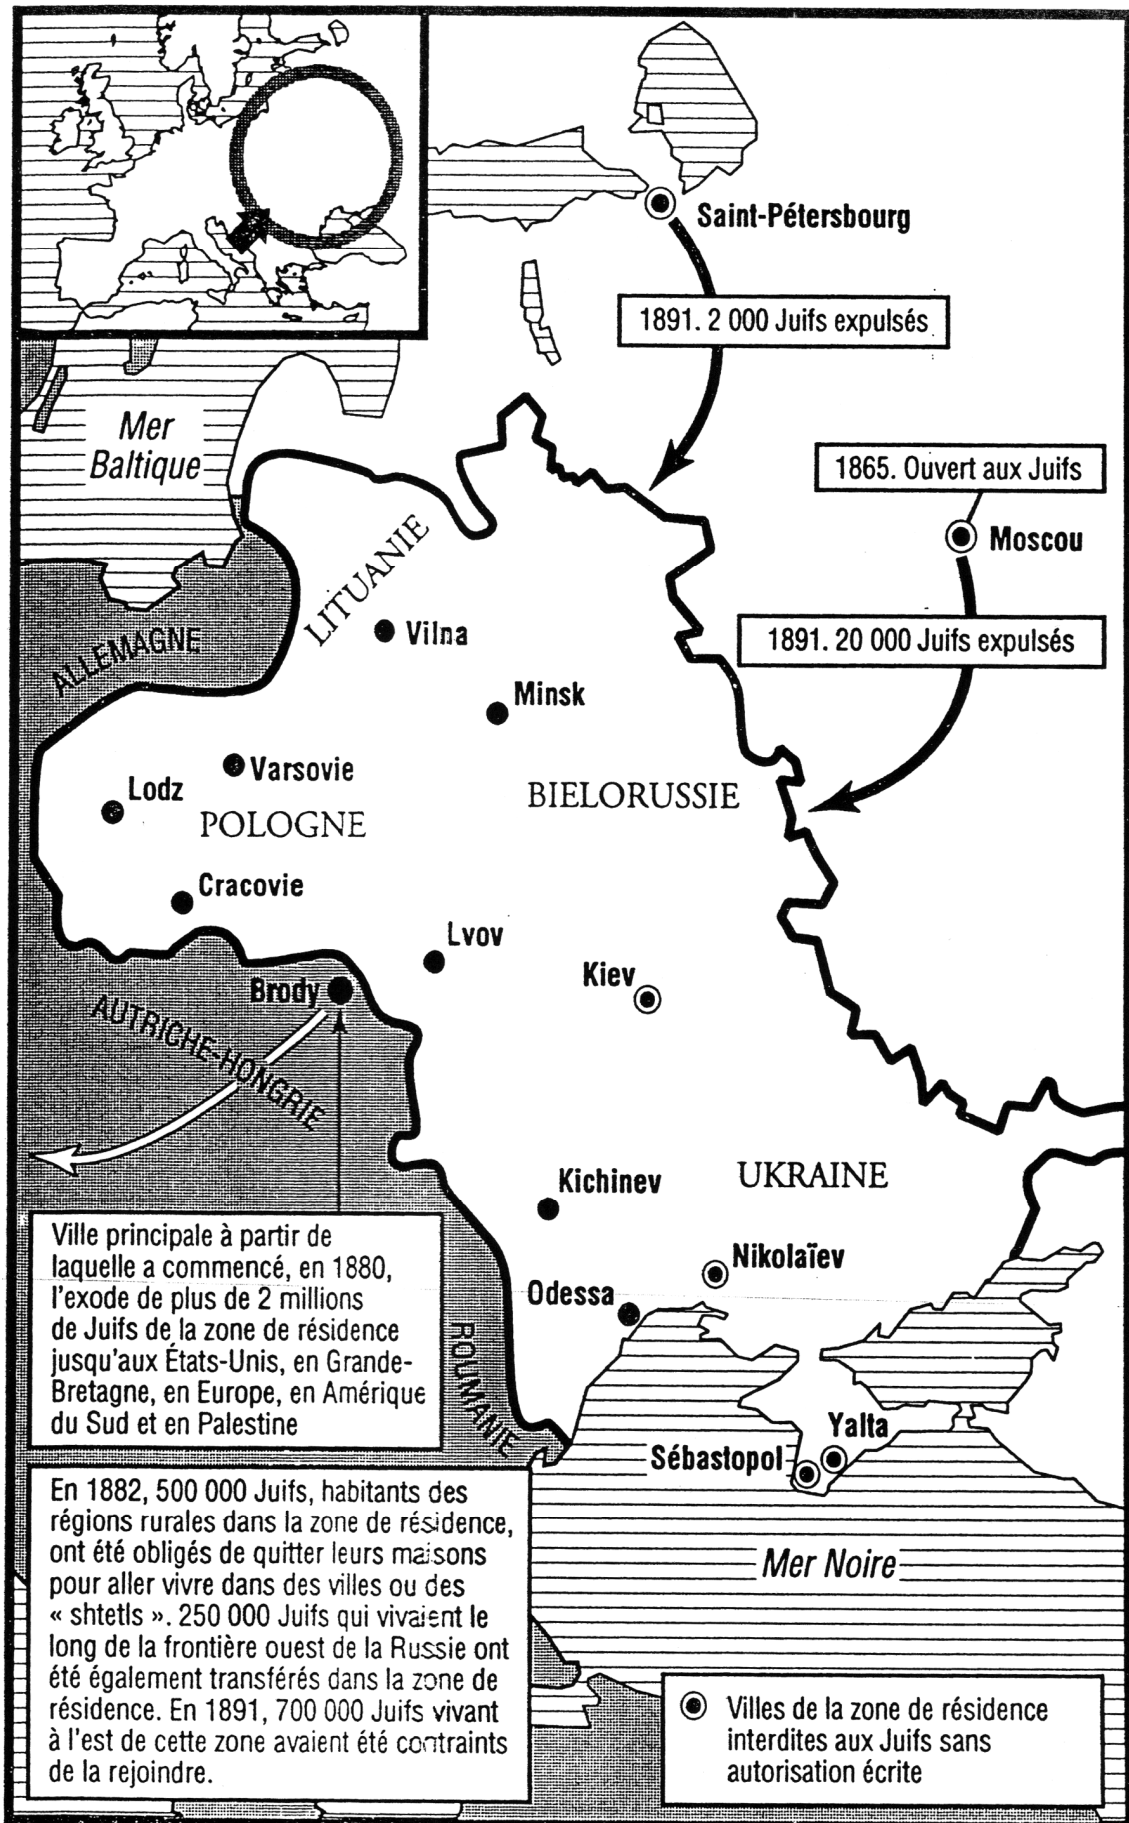 Saint-Pétersbourg
1891. 2 000 Juifs expulsés
Mer
Baltique
1865. Ouvert aux Juifs
Moscou
LITUANIE
Vilna
1891. 20 000 Juifs expulsés
ALLEMAGNE
Minsk
Varsovie
Lodz
BIELORUSSIE
POLOGNE
Cracovie
Lvov
Kiev
Brody
AUTRICHE-HONGRIE
Kichinev
UKRAINE
Nikolaïev
Odessa
ROUMANIE
Ville principale à partir de
laquelle a commencé, en 1880,
l'exode de plus de 2 millions
de Juifs de la zone de résidence
jusqu'aux États-Unis, en Grande-
Bretagne, en Europe, en Amérique
du Sud et en Palestine
Yalta
Sébastopol
En 1882, 500 000 Juifs, habitants des
régions rurales dans la zone de résidence,
ont été obligés de quitter leurs maisons
pour aller vivre dans des villes ou des
« shtetls ». 250 000 Juifs qui vivaient le
long de la frontière ouest de la Russie ont
été également transférés dans la zone de
résidence. En 1891, 700 000 Juifs vivant
à l'est de cette zone avaient été contraints
de la rejoindre.
Mer Noire
Villes de la zone de résidence
interdites aux Juifs sans
autorisation écrite